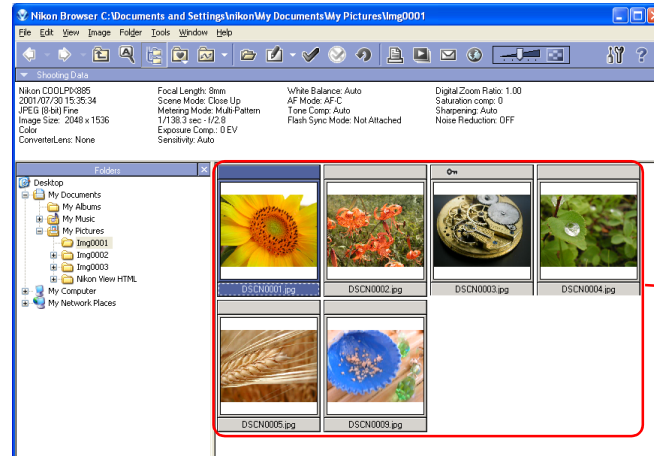 Nikon Browser C:\Documents and Settings\nikon\My Documents\My Pictures\Img0001
File Edit View Image Folder Tools Window Help
Shooting Data
Nikon COOLPIX885
2001/07/30 15:35:34
JPEG (8-bit) Fine
Image Size: 2048 x 1536
Color
ConverterLens: None
Focal Length: 8mm
Scene Mode: Close Up
Metering Mode: Multi-Pattern
1/138.3 sec - f/2.8
Exposure Comp.: 0 EV
Sensitivity: Auto
White Balance: Auto
AF Mode: AF-C
Tone Comp: Auto
Flash Sync Mode: Not Attached
Digital Zoom Ratio: 1.00
Saturation comp: 0
Sharpening: Auto
Noise Reduction: OFF
Folders
Desktop
My Documents
My Albums
My Music
My Pictures
Img0001
Img0002
Img0003
Nikon View HTML
My Computer
My Network Places
DSCN0001.jpg
DSCN0002.jpg
DSCN0003.jpg
DSCN0004.jpg
DSCN0005.jpg
DSCN0009.jpg